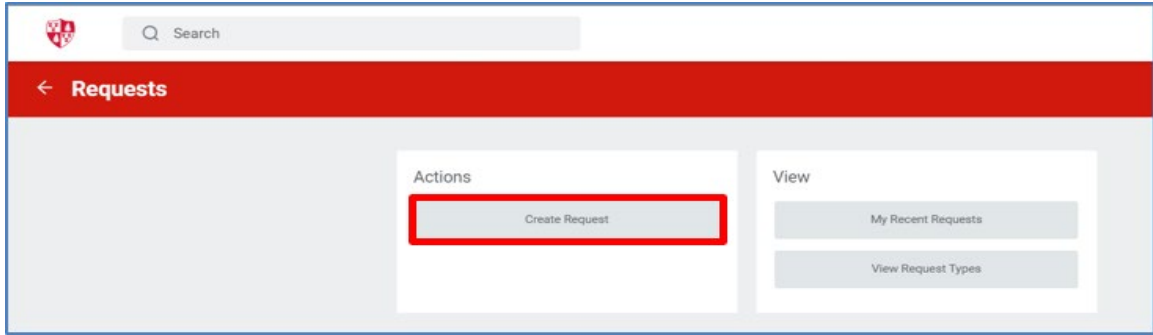 Search
Requests
Actions
Create Request
View
My Recent Requests
View Request Types